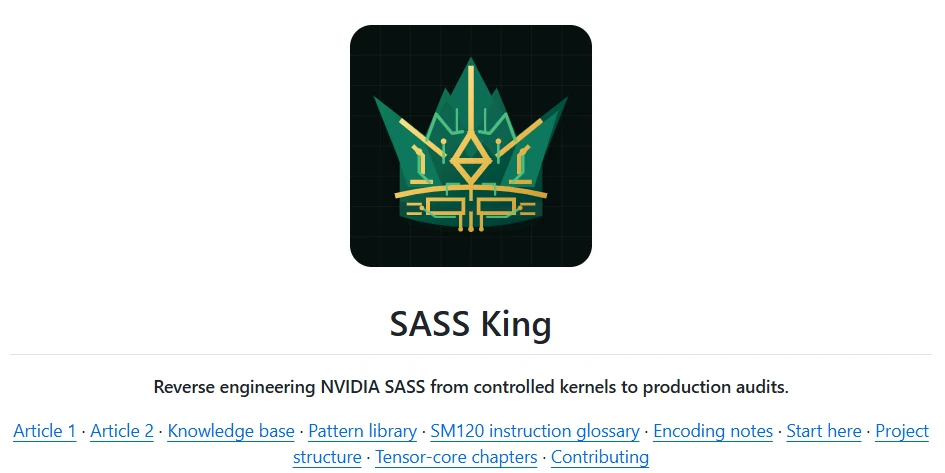 SASS King
Reverse engineering NVIDIA SASS from controlled kernels to production audits.
Article 1 · Article 2 · Knowledge base · Pattern library · SM120 instruction glossary · Encoding notes · Start here · Project
structure · Tensor-core chapters · Contributing